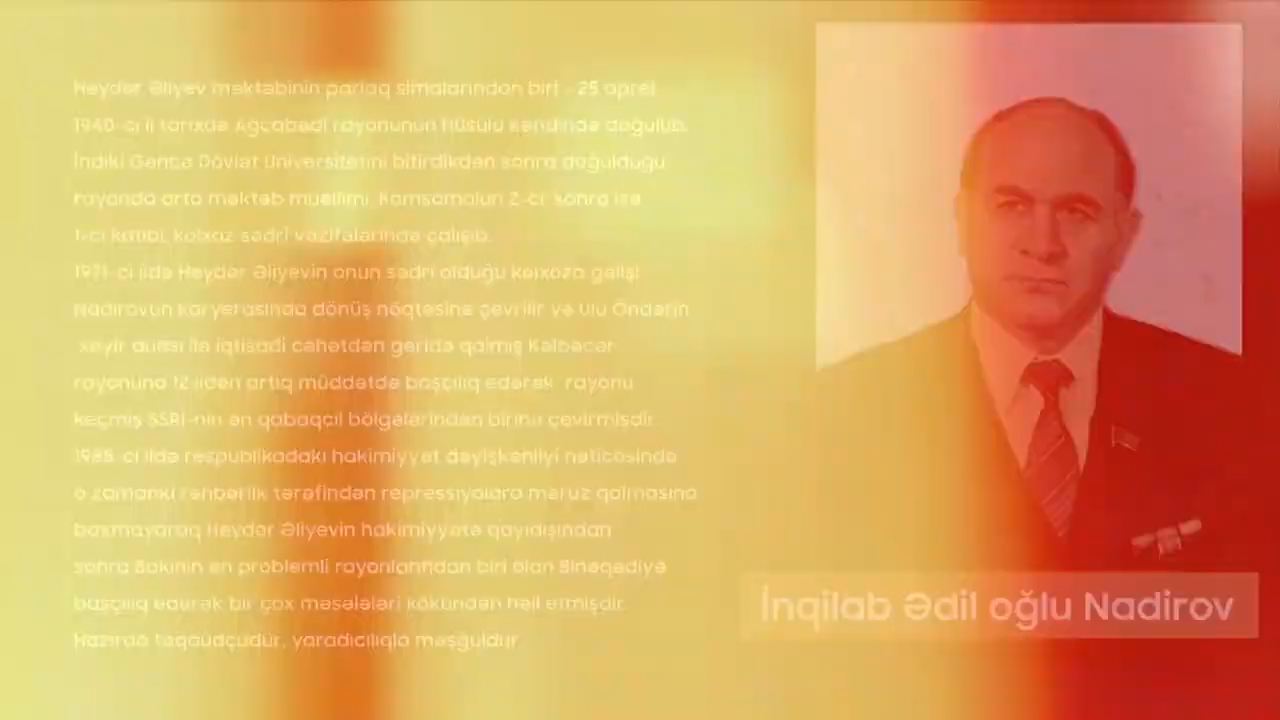 Heydər Əliyev məktəbinin parlaq simalarından biri - 25 aprel
1940-cı il tarixdə Ağcabədi rayonunun Hüsülü kəndində doğulub.
İndiki Gəncə Dövlət Universitetini bitirdikdən sonra doğulduğu
rayonda orta məktəb müəllimi, Komsomolun 2-ci, sonra isə
1-ci katibi, kolxoz sədri vəzifələrində çalışıb.
1971-ci ildə Heydər Əliyevin onun sədri olduğu kolxoza gəlişi
Nadirovun karyerasında dönüş nöqtəsinə çevrilir və Ulu Öndərin
xeyir duası ilə iqtisadi cəhətdən geridə qalmış Kəlbəcər
rayonuna 12 ildən artıq müddətdə başçılıq edərək rayonu
keçmiş SSRİ-nin ən qabaqcıl bölgələrindən birinə çevirmişdir.
1988-ci ildə respublikadakı hakimiyyət dəyişkənliyi nəticəsində
o zamankı rəhbərlik tərəfindən repressiyalara məruz qalmasına
baxmayaraq Heydər Əliyevin hakimiyyətə qayıdışından
sonra Bakının ən problemli rayonlarından biri olan Binəqədiyə
başçılıq edərək bir çox məsələləri kökündən həll etmişdir.
Hazırda təqaüdçüdür, yaradıcılıqla məşğuldur
İnqilab Ədil oğlu Nadirov